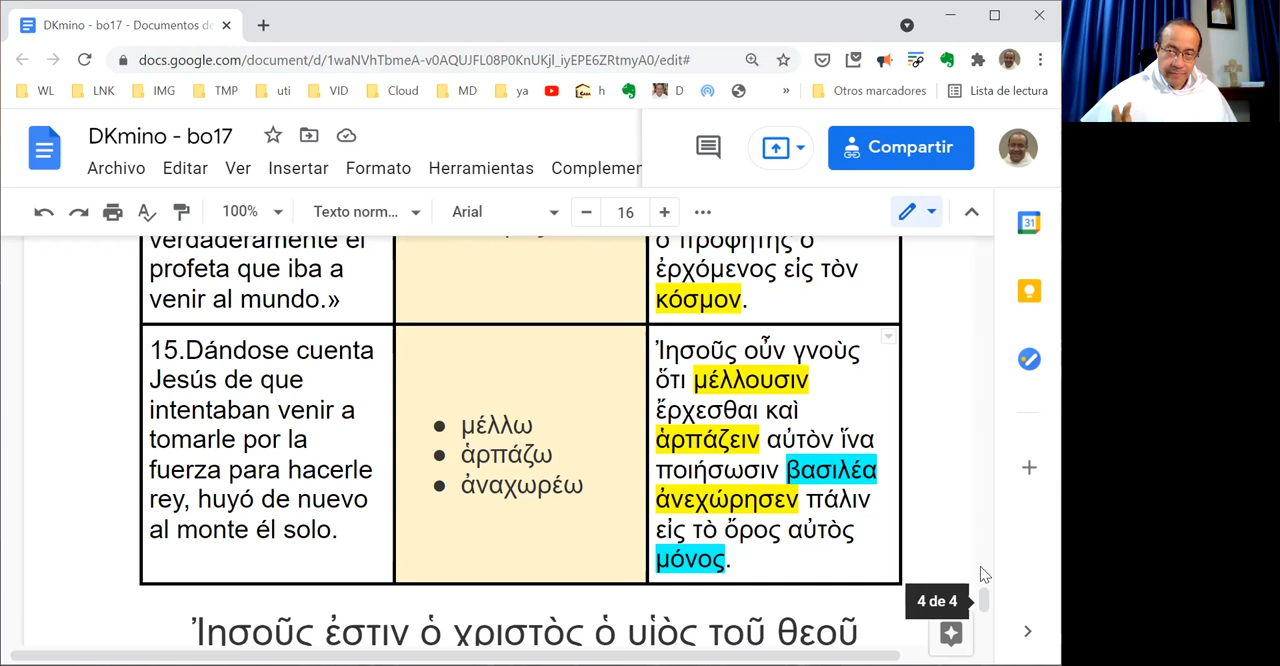 DKmino - bo17 - Documentos de
docs.google.com/document/d/1waNVhTbmeA-v0AQUJFL08P0KnUKjl_iyEPE6ZRtmyA0/edit#
WL LNK IMG TMP uti VID Cloud MD ya h D » Otros marcadores Lista de lectura
DKmino - bo17
Compartir
Archivo Editar Ver Insertar Formato Herramientas Complemen
100% Texto norm... Arial 16
31
verdaderamente el
profeta que iba a
venir al mundo.»
ὁ προφήτης ὁ
ἐρχόμενος εἰς τὸν
κόσμον.
15.Dándose cuenta
Jesús de que
intentaban venir a
tomarle por la
fuerza para hacerle
rey, huyó de nuevo
al monte él solo.
● μέλλω
● ἁρπάζω
● ἀναχωρέω
Ἰησοῦς οὖν γνοὺς
ὅτι μέλλουσιν
ἔρχεσθαι καὶ
ἁρπάζειν αὐτὸν ἵνα
ποιήσωσιν βασιλέα
ἀνεχώρησεν πάλιν
εἰς τὸ ὄρος αὐτὸς
μόνος.
4 de 4
Ἰησοῦς ἐστιν ὁ χριστὸς ὁ υἱὸς τοῦ θεοῦ